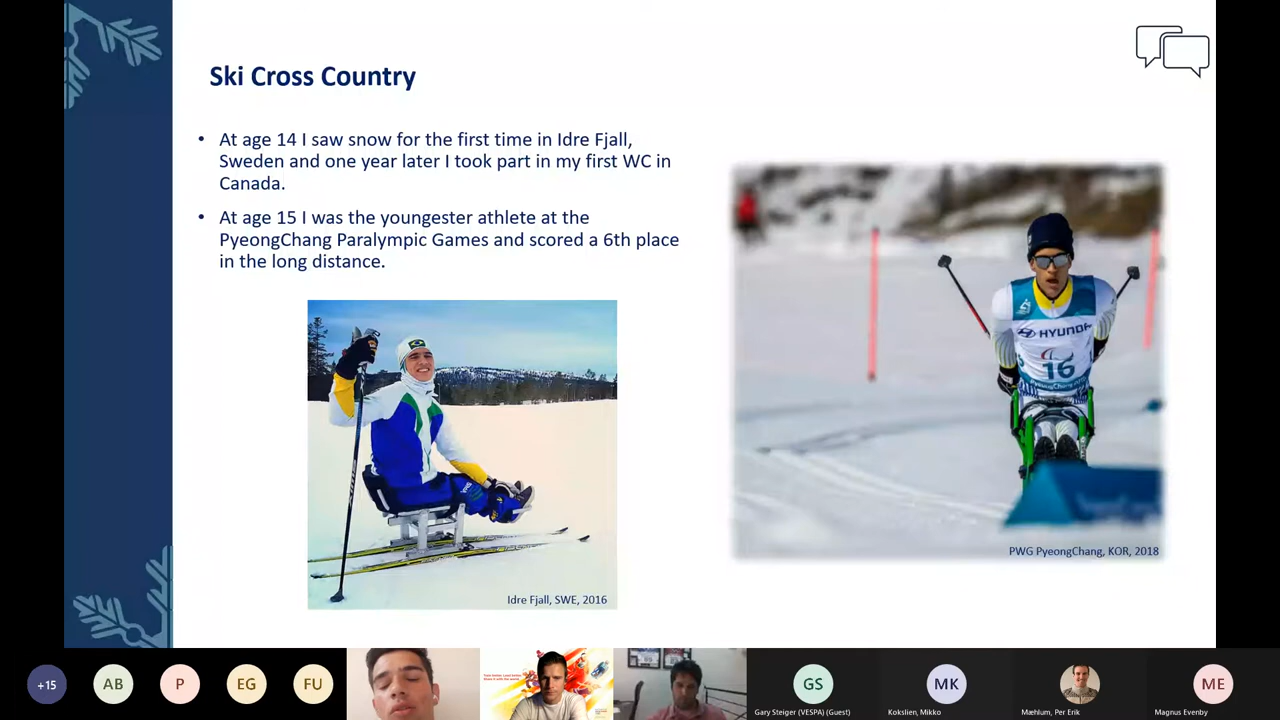 Ski Cross Country
• At age 14 I saw snow for the first time in Idre Fjall,
Sweden and one year later I took part in my first WC in
Canada.
• At age 15 I was the youngester athlete at the
PyeongChang Paralympic Games and scored a 6th place
in the long distance.
Idre Fjall, SWE, 2016
HYUNDAI
16
PyeongChang 2018
PWG PyeongChang, KOR, 2018
+15
AB
P
EG
FU
GS
MK
ME
Gary Steiger (VESPA) (Guest)
Kokslien, Mikko
Mæhlum, Per Erik
Magnus Evenby